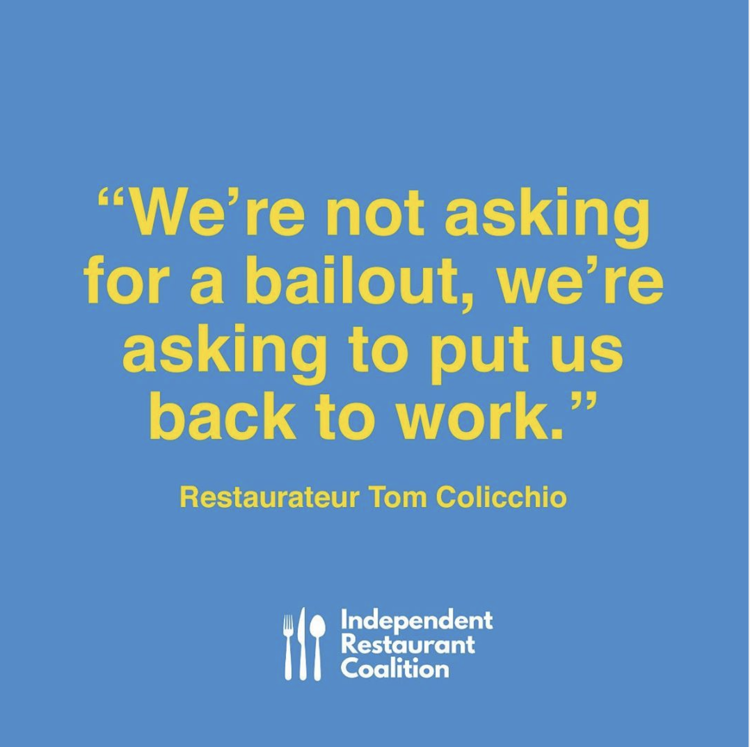 “We’re not asking
for a bailout, we’re
asking to put us
back to work.”
Restaurateur Tom Colicchio
Independent
Restaurant
Coalition